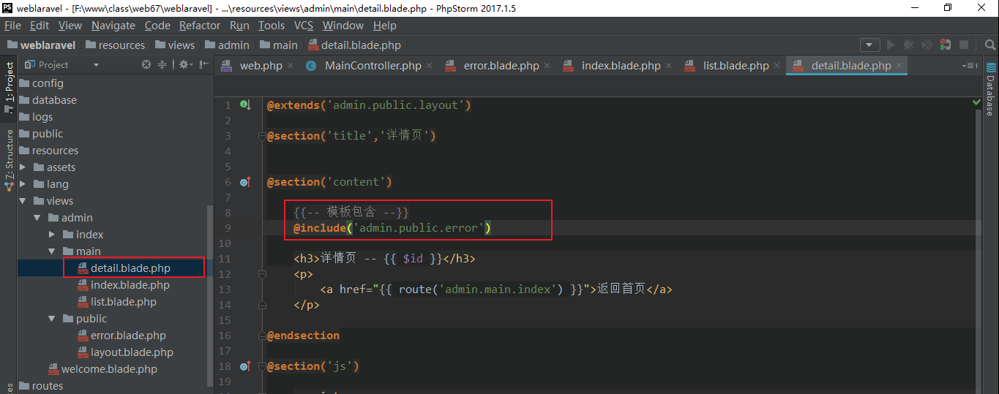 weblaravel - [F:\www\class\web67\weblaravel] - ...\resources\views\admin\main\detail.blade.php - PhpStorm 2017.1.5
File Edit View Navigate Code Refactor Run Tools VCS Window Help
weblaravel resources views admin main detail.blade.php
Project
web.php MainController.php error.blade.php index.blade.php list.blade.php detail.blade.php
1: Project
7: Structure
Database
config
database
logs
public
resources
assets
lang
views
admin
index
main
detail.blade.php
index.blade.php
list.blade.php
public
error.blade.php
layout.blade.php
welcome.blade.php
routes
1 @extends('admin.public.layout')
2
3 @section('title','详情页')
4
5
6 @section('content')
7
8 {{-- 模板包含 --}}
9 @include('admin.public.error')
10
11 <h3>详情页 -- {{ $id }}</h3>
12 <p>
13 <a href="{{ route('admin.main.index') }}">返回首页</a>
14 </p>
15
16 @endsection
17
18 @section('js')
19